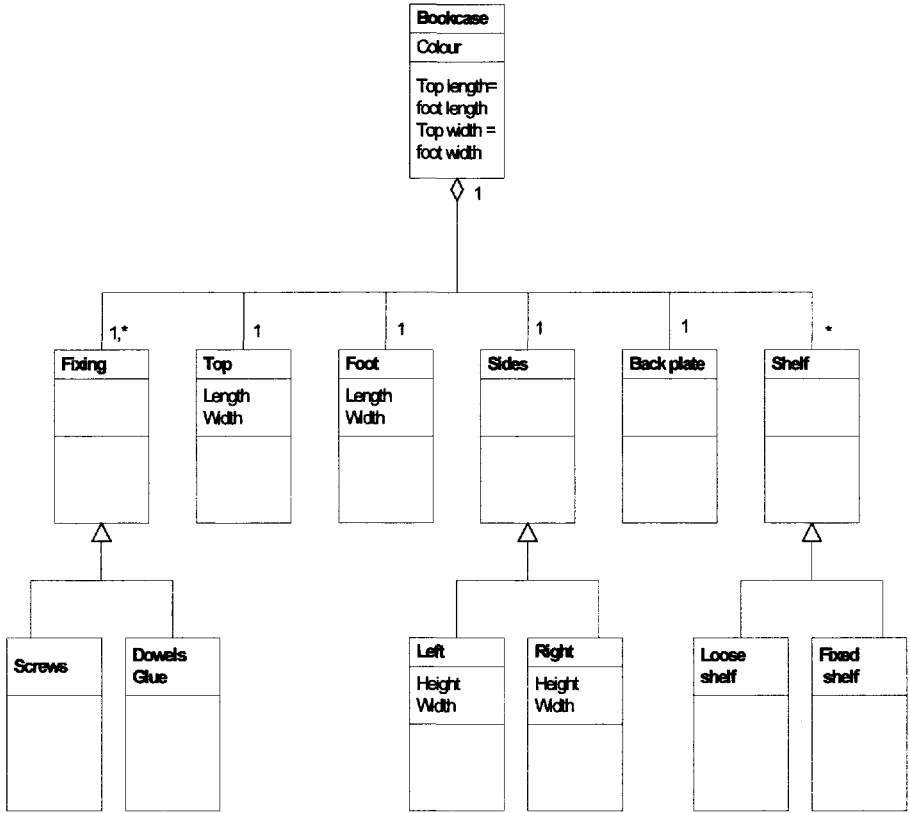 Bookcase
Colour
Top length=
foot length
Top width =
foot width
1
1,*
1
1
1
1
*
Fixing
Top
Foot
Sides
Back plate
Shelf
Length
Width
Length
Width
Screws
Dowels
Glue
Left
Height
Width
Right
Height
Width
Loose
shelf
Fixed
shelf